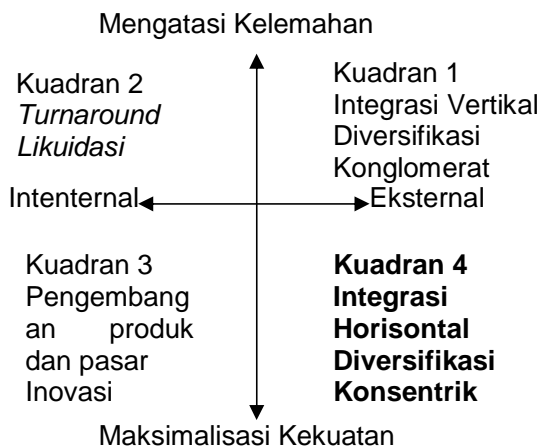 Mengatasi Kelemahan
Kuadran 2
Turnaround
Likuidasi
Kuadran 1
Integrasi Vertikal
Diversifikasi
Konglomerat
Intenternal
Eksternal
Kuadran 3
Pengembang
an produk
dan pasar
Inovasi
Kuadran 4
Integrasi
Horisontal
Diversifikasi
Konsentrik
Maksimalisasi Kekuatan